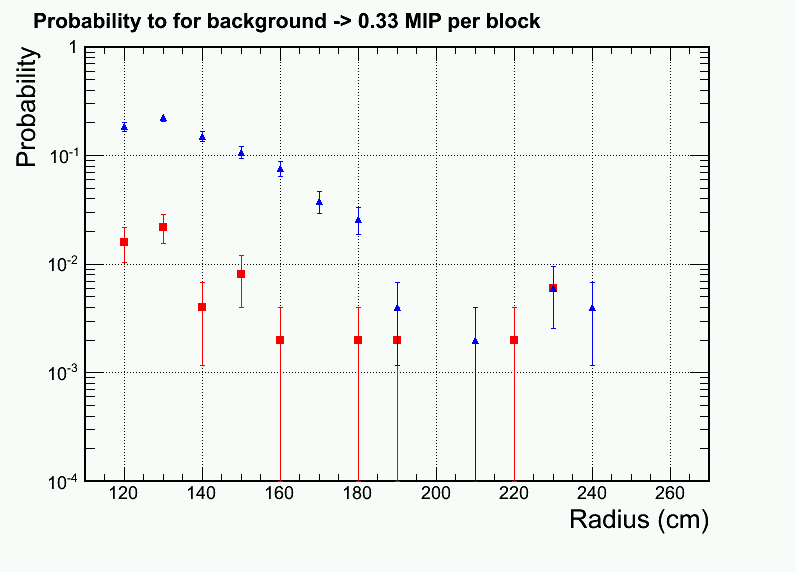 Probability to for background -> 0.33 MIP per block
Probability
1
10-1
10-2
10-3
10-4
120 140 160 180 200 220 240 260
Radius (cm)